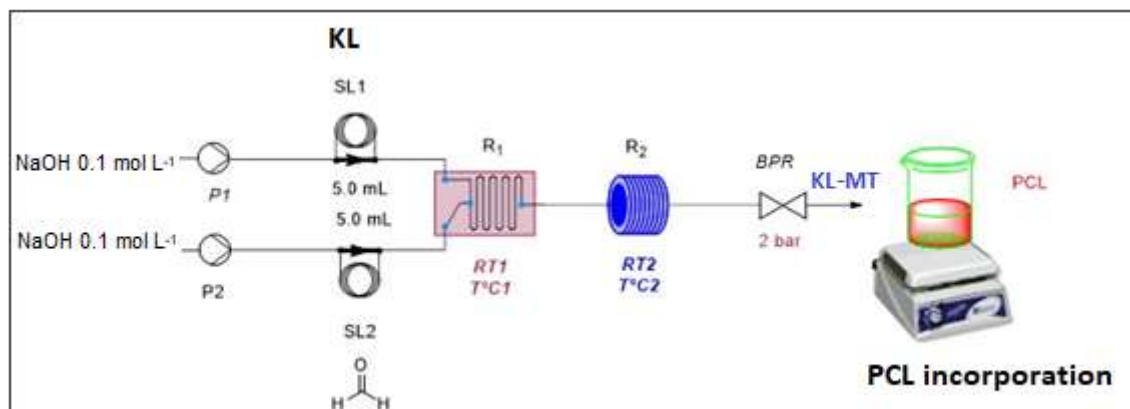 KL
SL1
NaOH 0.1 mol L-1
P1
5.0 mL
5.0 mL
NaOH 0.1 mol L-1
P2
SL2
O
H H
R1
RT1
T°C1
R2
RT2
T°C2
BPR
2 bar
KL-MT
PCL
PCL incorporation